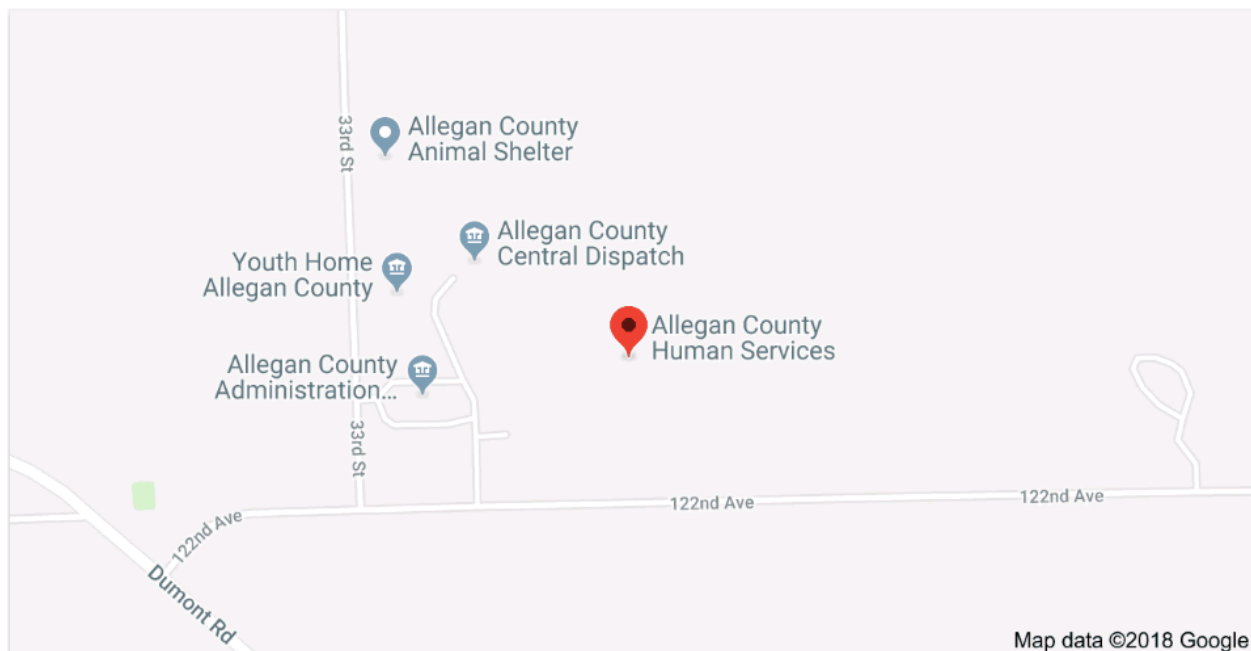 33rd St
Allegan County
Animal Shelter
Allegan County
Central Dispatch
Youth Home
Allegan County
Allegan County
Human Services
Allegan County
Administration...
33rd St
122nd Ave
122nd Ave
122nd Ave
Dumont Rd
Map data ©2018 Google